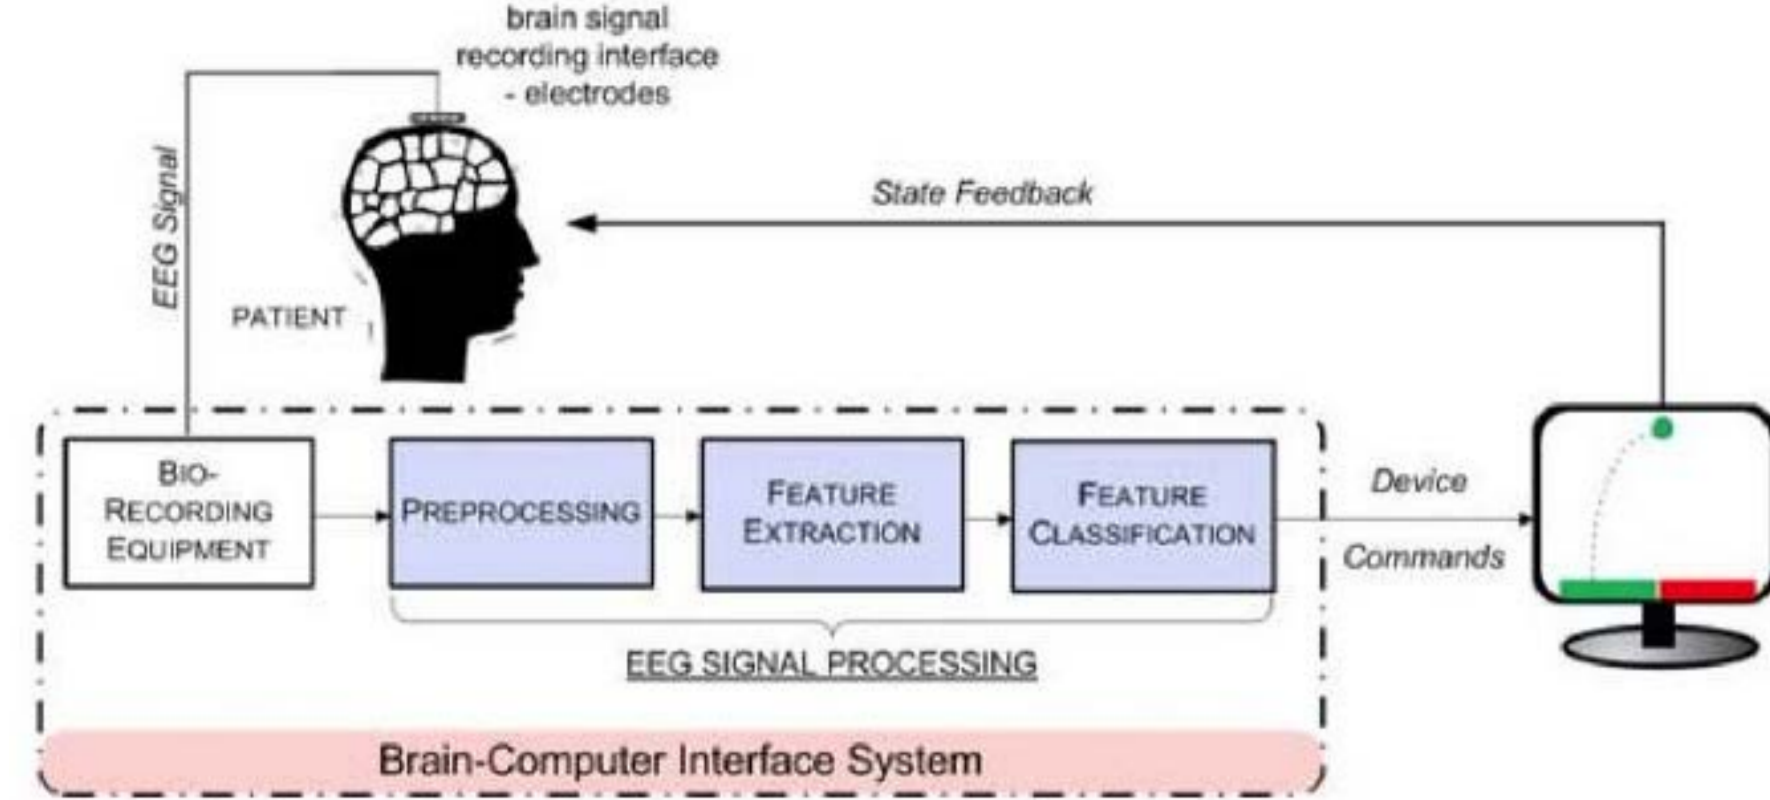 brain signal
recording interface
- electrodes
EEG Signal
State Feedback
PATIENT
BIO-
RECORDING
EQUIPMENT
PREPROCESSING
FEATURE
EXTRACTION
FEATURE
CLASSIFICATION
Device
Commands
EEG SIGNAL PROCESSING
Brain-Computer Interface System